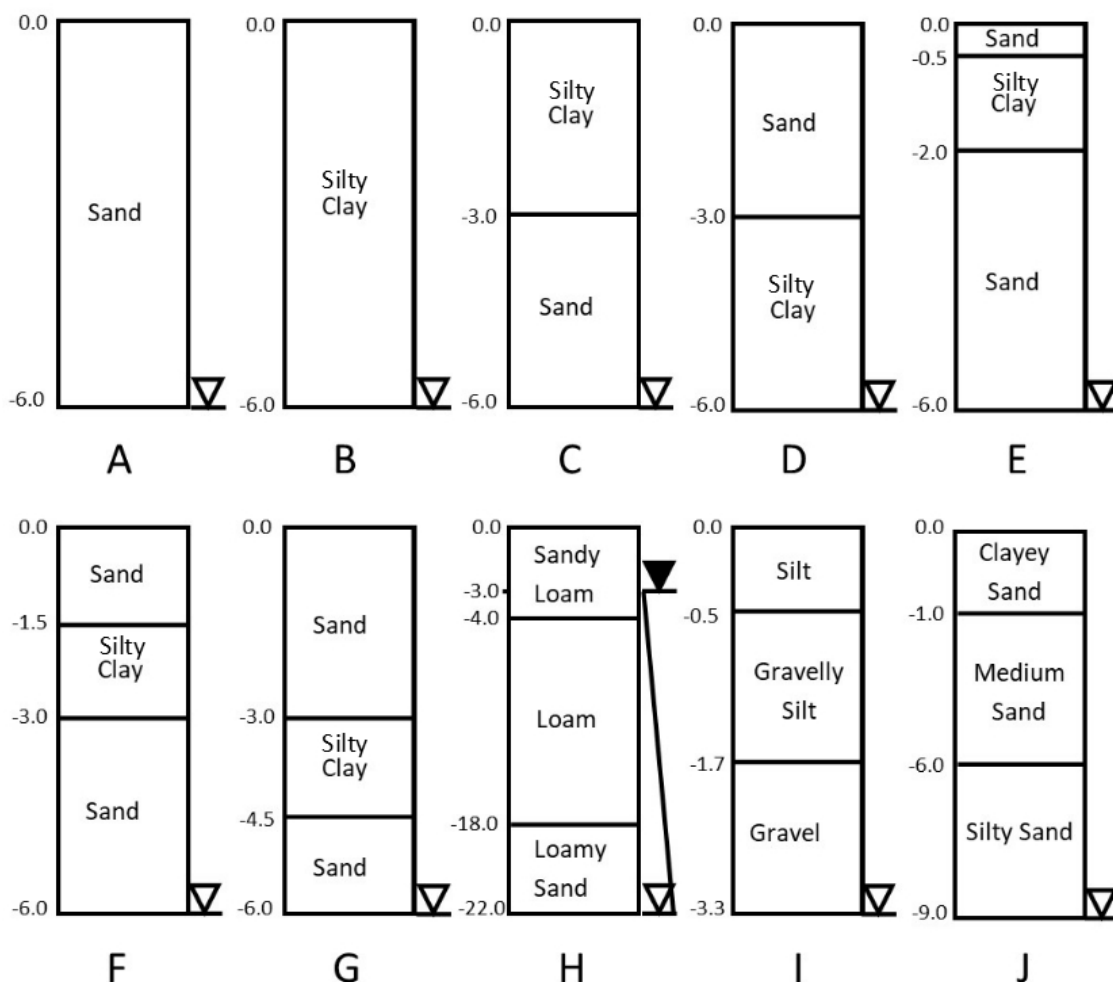 0.0
Sand
-6.0
A
0.0
Silty
Clay
-6.0
B
0.0
Silty
Clay
-3.0
Sand
-6.0
C
0.0
Sand
-3.0
Silty
Clay
-6.0
D
0.0
Sand
-0.5
Silty
Clay
-2.0
Sand
-6.0
E
0.0
Sand
-1.5
Silty
Clay
-3.0
Sand
-6.0
F
0.0
Sand
-3.0
Silty
Clay
-4.5
Sand
-6.0
G
0.0
Sandy
Loam
-3.0
-4.0
Loam
-18.0
Loamy
Sand
-22.0
H
0.0
Silt
-0.5
Gravelly
Silt
-1.7
Gravel
-3.3
I
0.0
Clayey
Sand
-1.0
Medium
Sand
-6.0
Silty Sand
-9.0
J